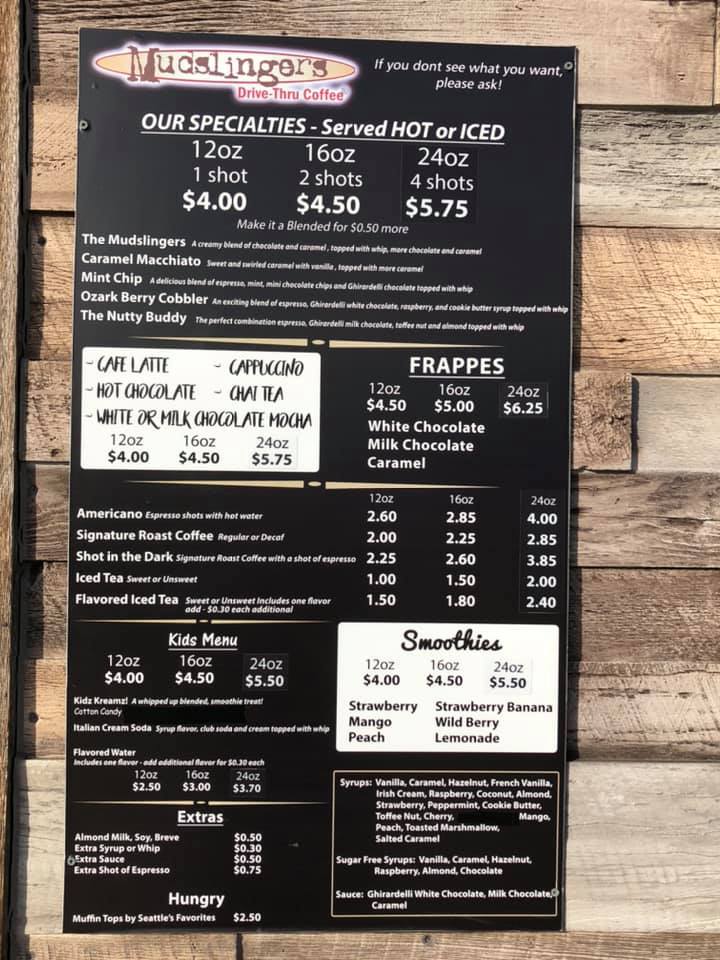 Mudslingers
Drive-Thru Coffee
If you dont see what you want,
please ask!
OUR SPECIALTIES - Served HOT or ICED
12oz 16oz 24oz
1 shot 2 shots 4 shots
$4.00 $4.50 $5.75
Make it a Blended for $0.50 more
The Mudslingers A creamy blend of chocolate and caramel, topped with whip, more chocolate and caramel
Caramel Macchiato Sweet and swirled caramel with vanilla, topped with more caramel
Mint Chip A delicious blend of espresso, mint, mini chocolate chips and Ghirardelli chocolate topped with whip
Ozark Berry Cobbler An exciting blend of espresso, Ghirardelli white chocolate, raspberry, and cookie butter syrup topped with whip
The Nutty Buddy The perfect combination espresso, Ghirardelli milk chocolate, toffee nut and almond topped with whip
- CAFE LATTE - CAPPUCCINO
- HOT CHOCOLATE - CHAI TEA
- WHITE OR MILK CHOCOLATE MOCHA
12oz 16oz 24oz
$4.00 $4.50 $5.75
FRAPPES
12oz 16oz 24oz
$4.50 $5.00 $6.25
White Chocolate
Milk Chocolate
Caramel
12oz 16oz 24oz
Americano Espresso shots with hot water 2.60 2.85 4.00
Signature Roast Coffee Regular or Decaf 2.00 2.25 2.85
Shot in the Dark Signature Roast Coffee with a shot of espresso 2.25 2.60 3.85
Iced Tea Sweet or Unsweet 1.00 1.50 2.00
Flavored Iced Tea Sweet or Unsweet Includes one flavor 1.50 1.80 2.40
add - $0.30 each additional
Kids Menu
12oz 16oz 24oz
$4.00 $4.50 $5.50
Kidz Kreamz! A whipped up blended, smoothie treat!
Cotton Candy
Italian Cream Soda Syrup flavor, club soda and cream topped with whip
Flavored Water
Includes one flavor - add additional flavor for $0.30 each
12oz 16oz 24oz
$2.50 $3.00 $3.70
Extras
Almond Milk, Soy, Breve $0.50
Extra Syrup or Whip $0.30
Extra Sauce $0.50
Extra Shot of Espresso $0.75
Hungry
Muffin Tops by Seattle's Favorites $2.50
Smoothies
12oz 16oz 24oz
$4.00 $4.50 $5.50
Strawberry Strawberry Banana
Mango Wild Berry
Peach Lemonade
Syrups: Vanilla, Caramel, Hazelnut, French Vanilla,
Irish Cream, Raspberry, Coconut, Almond,
Strawberry, Peppermint, Cookie Butter,
Toffee Nut, Cherry, Mango,
Peach, Toasted Marshmallow,
Salted Caramel
Sugar Free Syrups: Vanilla, Caramel, Hazelnut,
Raspberry, Almond, Chocolate
Sauce: Ghirardelli White Chocolate, Milk Chocolate,
Caramel